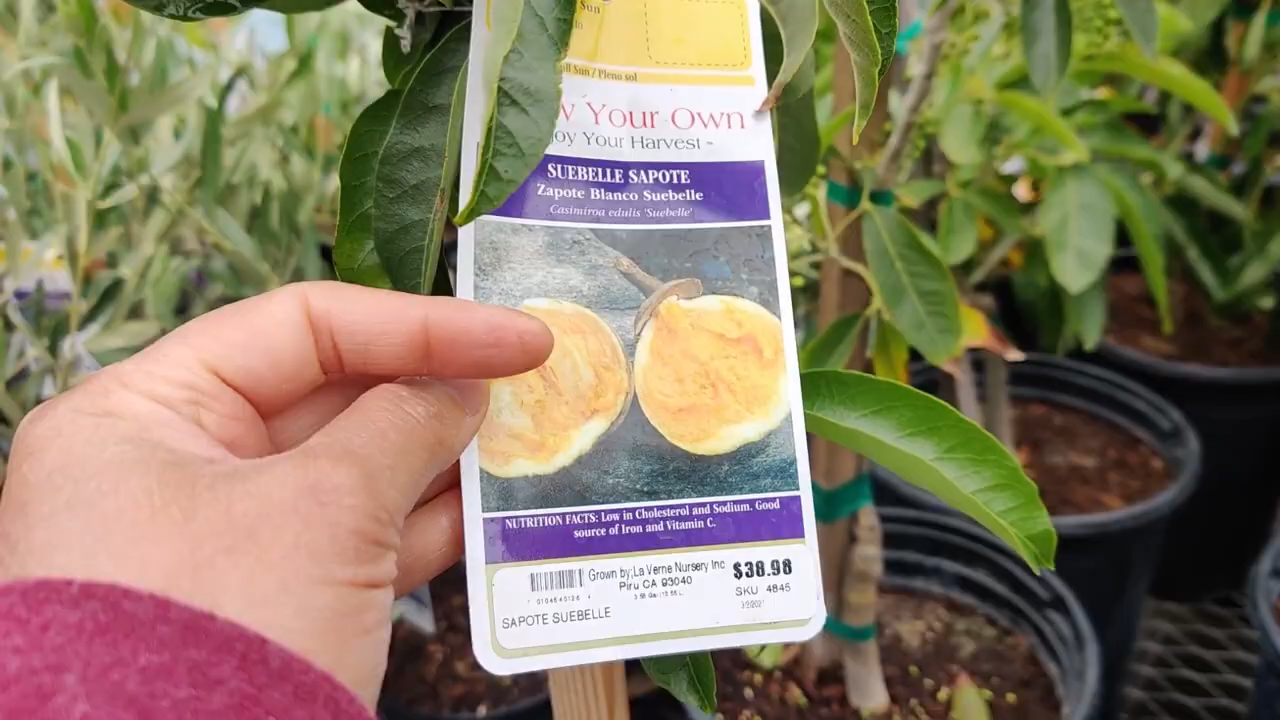 Sun
ll Sun / Pleno sol
w Your Own
oy Your Harvest ~
SUEBELLE SAPOTE
Zapote Blanco Suebelle
Casimiroa edulis 'Suebelle'
NUTRITION FACTS: Low in Cholesterol and Sodium. Good
source of Iron and Vitamin C.
Grown by;La Verne Nursery Inc
Piru CA 93040
$38.98
SKU 4845
SAPOTE SUEBELLE